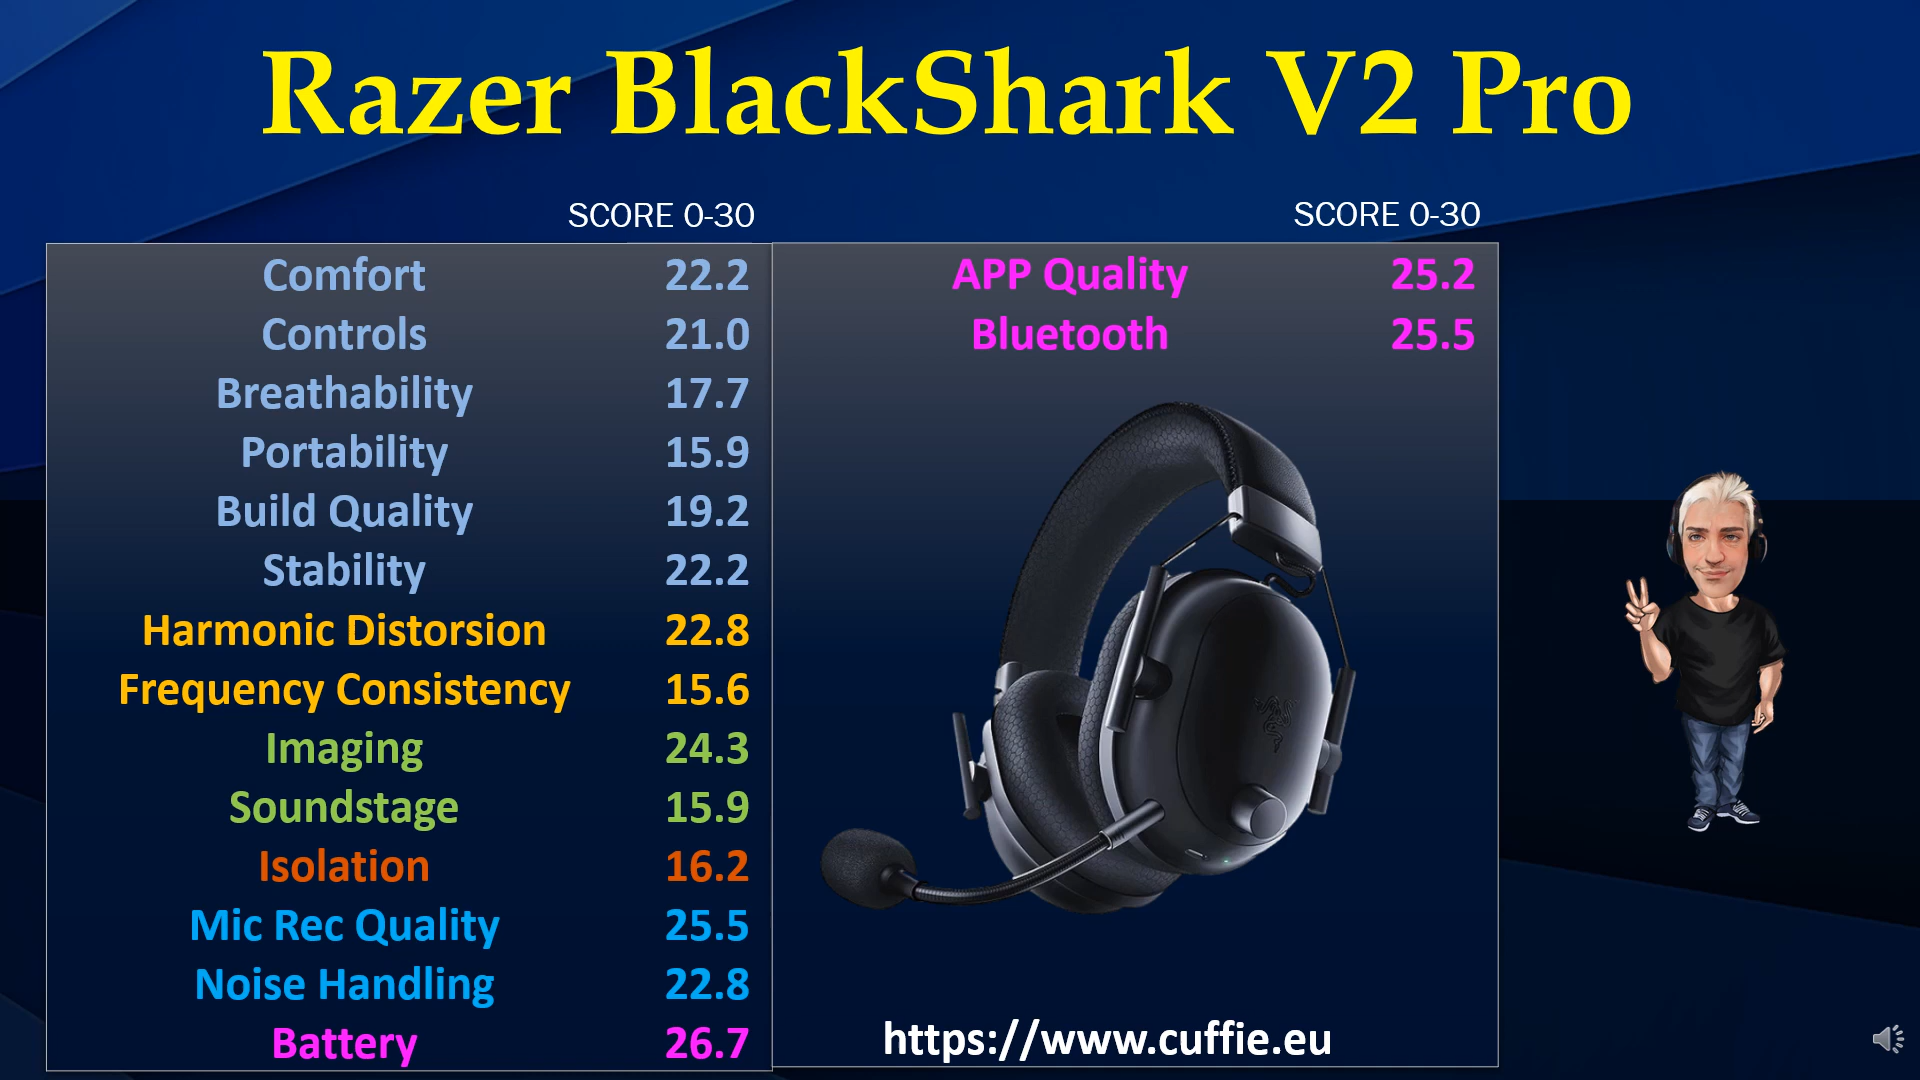 Razer BlackShark V2 Pro
SCORE 0-30
Comfort 22.2
Controls 21.0
Breathability 17.7
Portability 15.9
Build Quality 19.2
Stability 22.2
Harmonic Distorsion 22.8
Frequency Consistency 15.6
Imaging 24.3
Soundstage 15.9
Isolation 16.2
Mic Rec Quality 25.5
Noise Handling 22.8
Battery 26.7
SCORE 0-30
APP Quality 25.2
Bluetooth 25.5
https://www.cuffie.eu